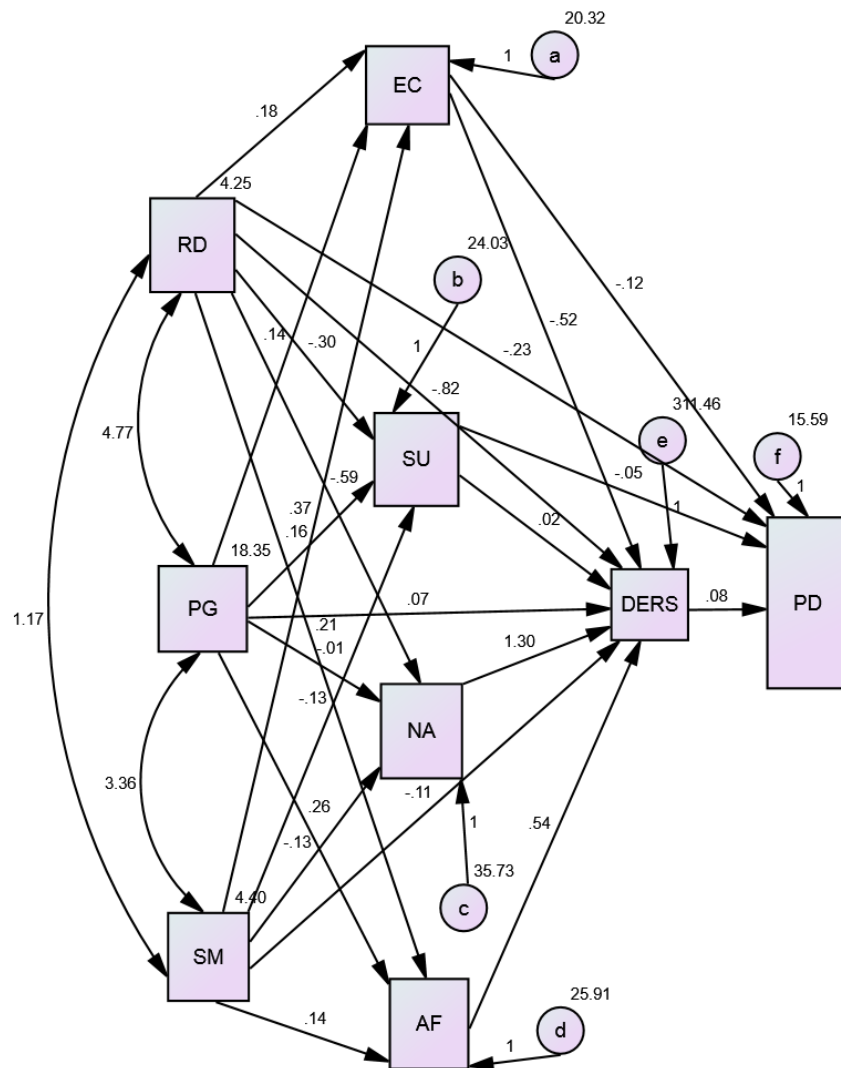 20.32
a
1
EC
.18
4.25
RD
24.03
b
-.12
-.52
.14
-.30
1
-.23
-.82
311.46
15.59
4.77
SU
e
f
-.05
1
-.59
.37
1
.16
.02
18.35
PG
.07
DERS
.08
PD
1.17
.21
-.01
1.30
-.13
NA
3.36
-.11
.26
.54
1
-.13
35.73
4.40
c
SM
25.91
AF
d
.14
1